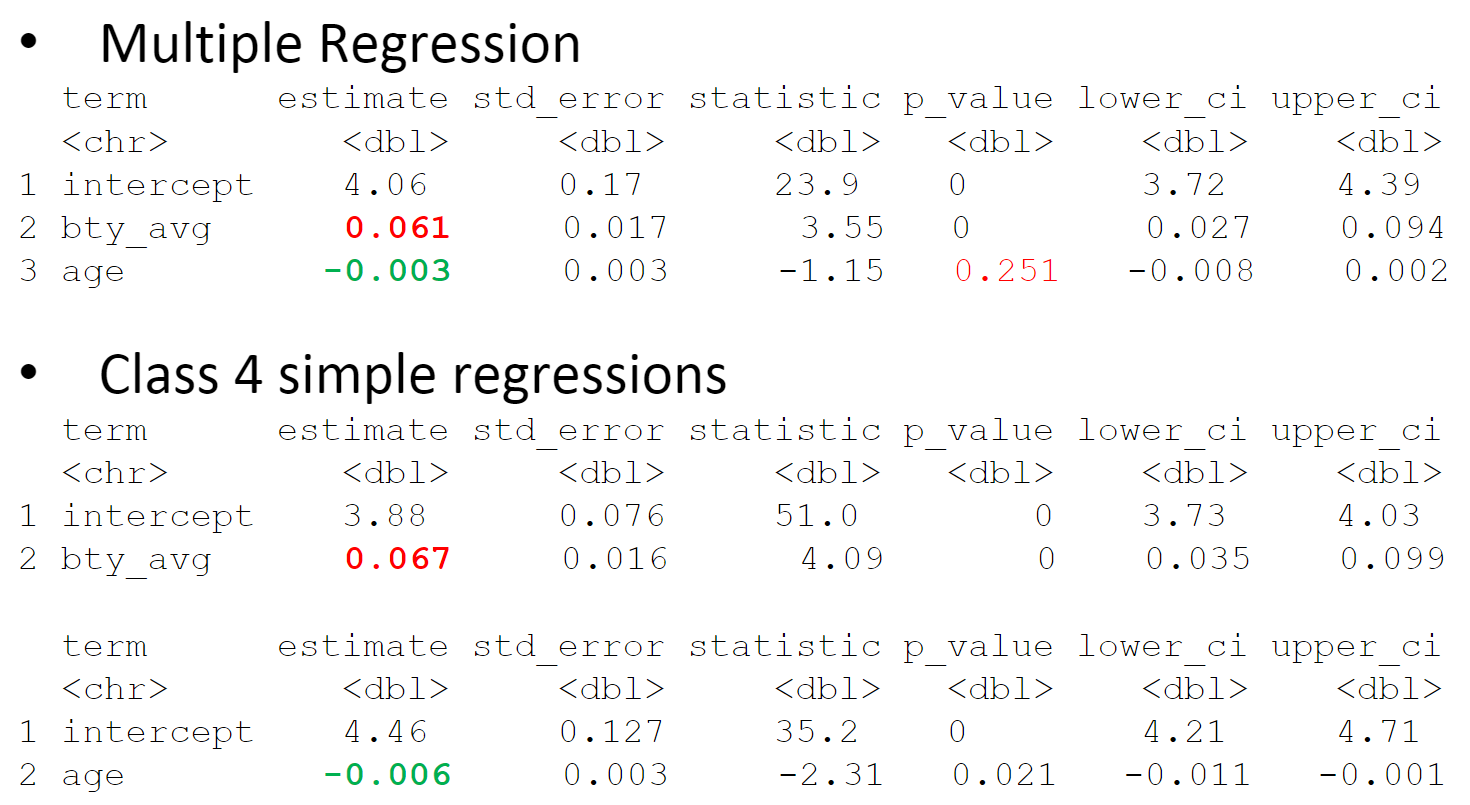 • Multiple Regression
term estimate std_error statistic p_value lower_ci upper_ci
<chr> <dbl> <dbl> <dbl> <dbl> <dbl> <dbl>
1 intercept 4.06 0.17 23.9 0 3.72 4.39
2 bty_avg 0.061 0.017 3.55 0 0.027 0.094
3 age -0.003 0.003 -1.15 0.251 -0.008 0.002
• Class 4 simple regressions
term estimate std_error statistic p_value lower_ci upper_ci
<chr> <dbl> <dbl> <dbl> <dbl> <dbl> <dbl>
1 intercept 3.88 0.076 51.0 0 3.73 4.03
2 bty_avg 0.067 0.016 4.09 0 0.035 0.099
term estimate std_error statistic p_value lower_ci upper_ci
<chr> <dbl> <dbl> <dbl> <dbl> <dbl> <dbl>
1 intercept 4.46 0.127 35.2 0 4.21 4.71
2 age -0.006 0.003 -2.31 0.021 -0.011 -0.001